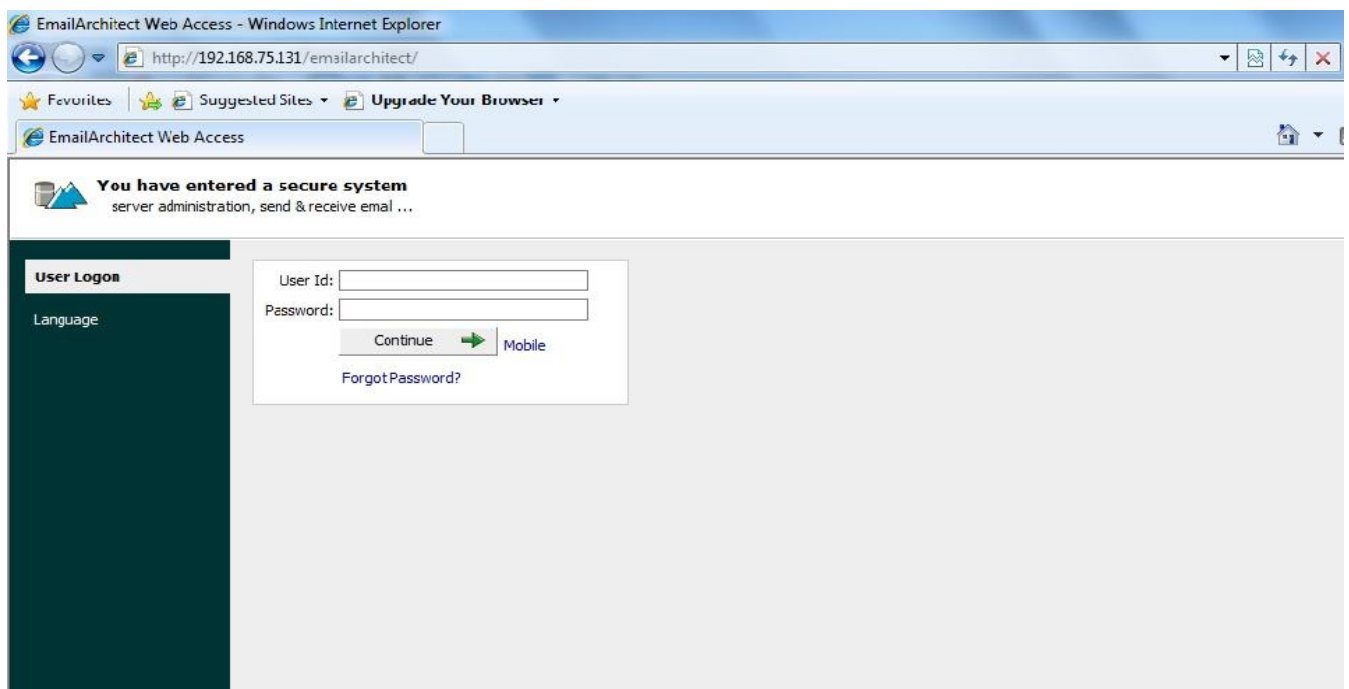 EmailArchitect Web Access - Windows Internet Explorer
http://192.168.75.131/emailarchitect/
Favorites Suggested Sites Upgrade Your Browser
EmailArchitect Web Access
You have entered a secure system
server administration, send & receive emal ...
User Logon
Language
User Id:
Password:
Continue Mobile
Forgot Password?